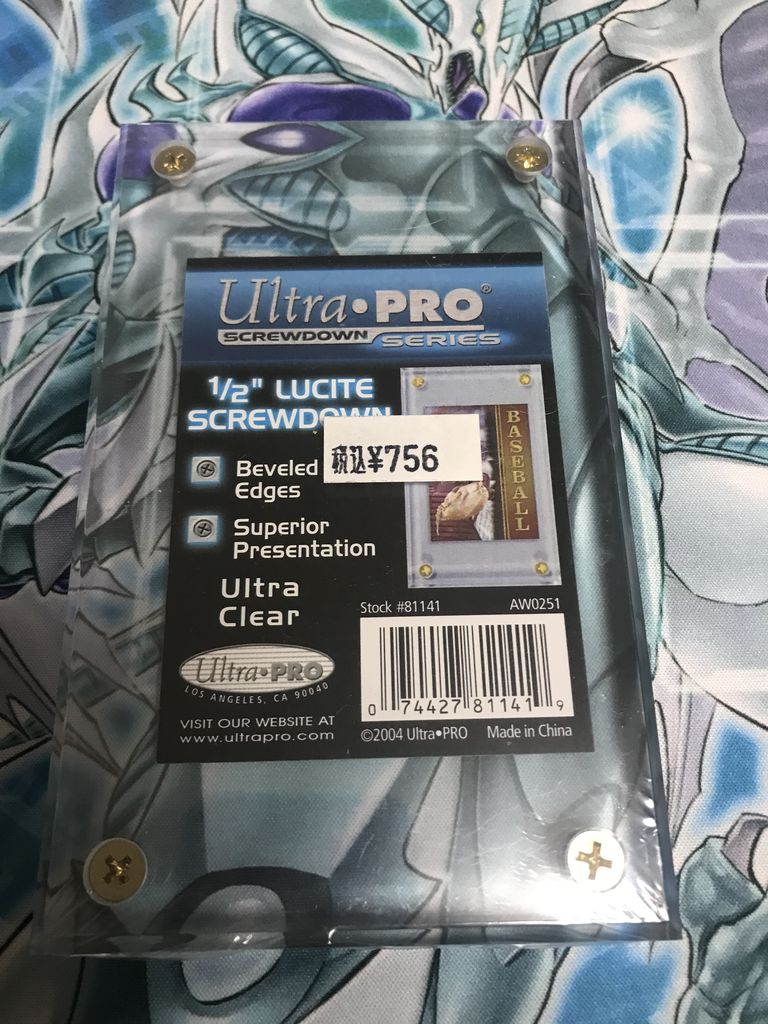 Ultra•PRO®
SCREWDOWN SERIES
1/2" LUCITE
SCREWDOWN
税込¥756
Beveled
Edges
BASEBALL
Superior
Presentation
Ultra
Clear
Stock #81141 AW0251
Ultra•PRO
LOS ANGELES, CA 90040
0 74427 81141 9
VISIT OUR WEBSITE AT
www.ultrapro.com
©2004 Ultra•PRO Made in China